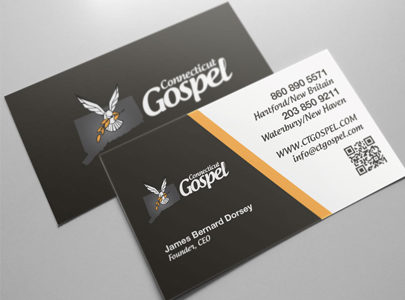 Connecticut
Gospel
Connecticut
Gospel
James Bernard Dorsey
Founder, CEO
860 890 5571
Hartford/New Britain
203 850 9211
Waterbury/New Haven
WWW.CTGOSPEL.COM
info@ctgospel.com